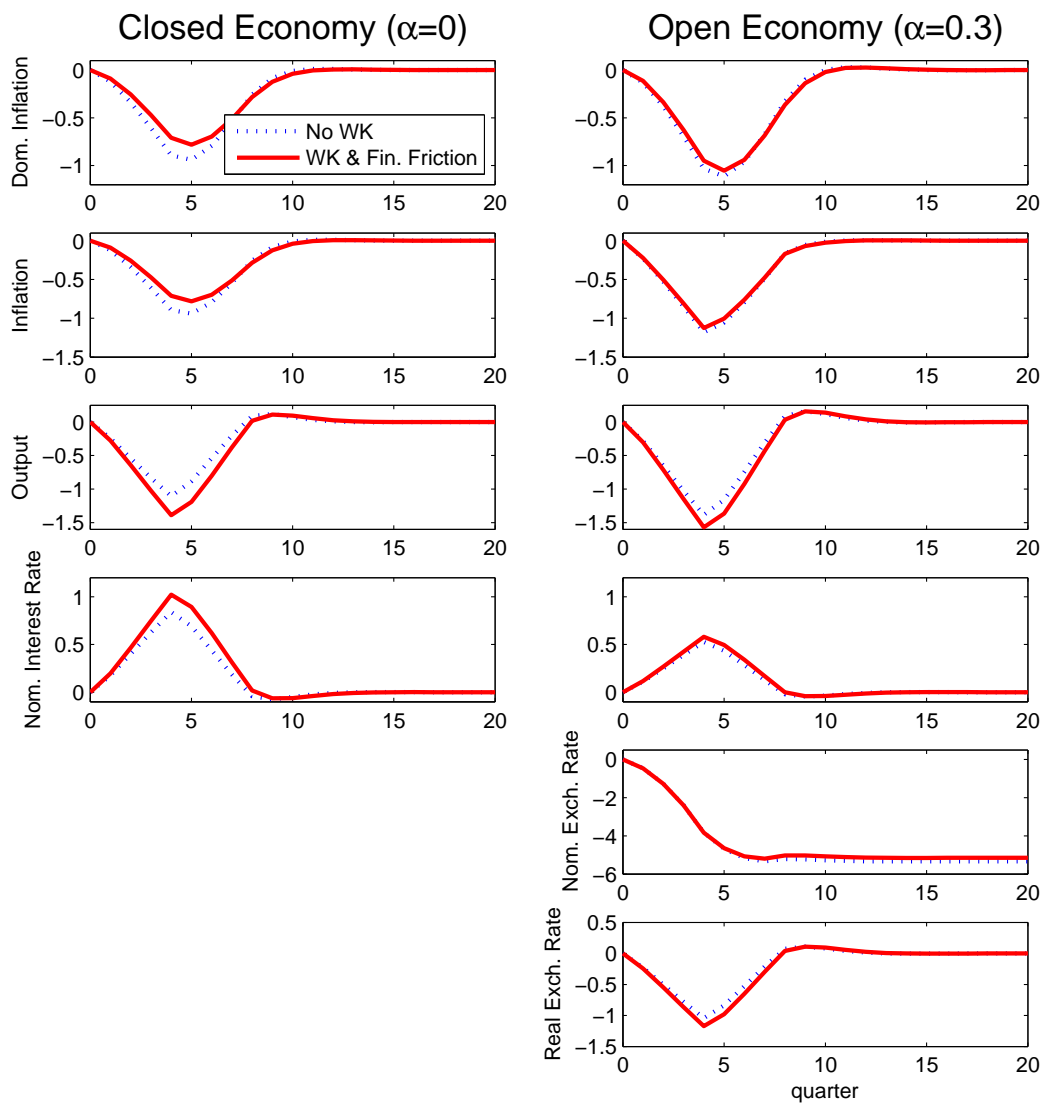 Closed Economy (α=0)
Open Economy (α=0.3)
Dom. Inflation
0
−0.5
−1
0 5 10 15 20
No WK
WK & Fin. Friction
0
−0.5
−1
0 5 10 15 20
Inflation
0
−0.5
−1
−1.5
0 5 10 15 20
0
−0.5
−1
−1.5
0 5 10 15 20
Output
0
−0.5
−1
−1.5
0 5 10 15 20
0
−0.5
−1
−1.5
0 5 10 15 20
Nom. Interest Rate
1
0.5
0
0 5 10 15 20
1
0.5
0
0 5 10 15 20
Nom. Exch. Rate
0
−2
−4
−6
0 5 10 15 20
Real Exch. Rate
0.5
0
−0.5
−1
−1.5
0 5 10 15 20
quarter